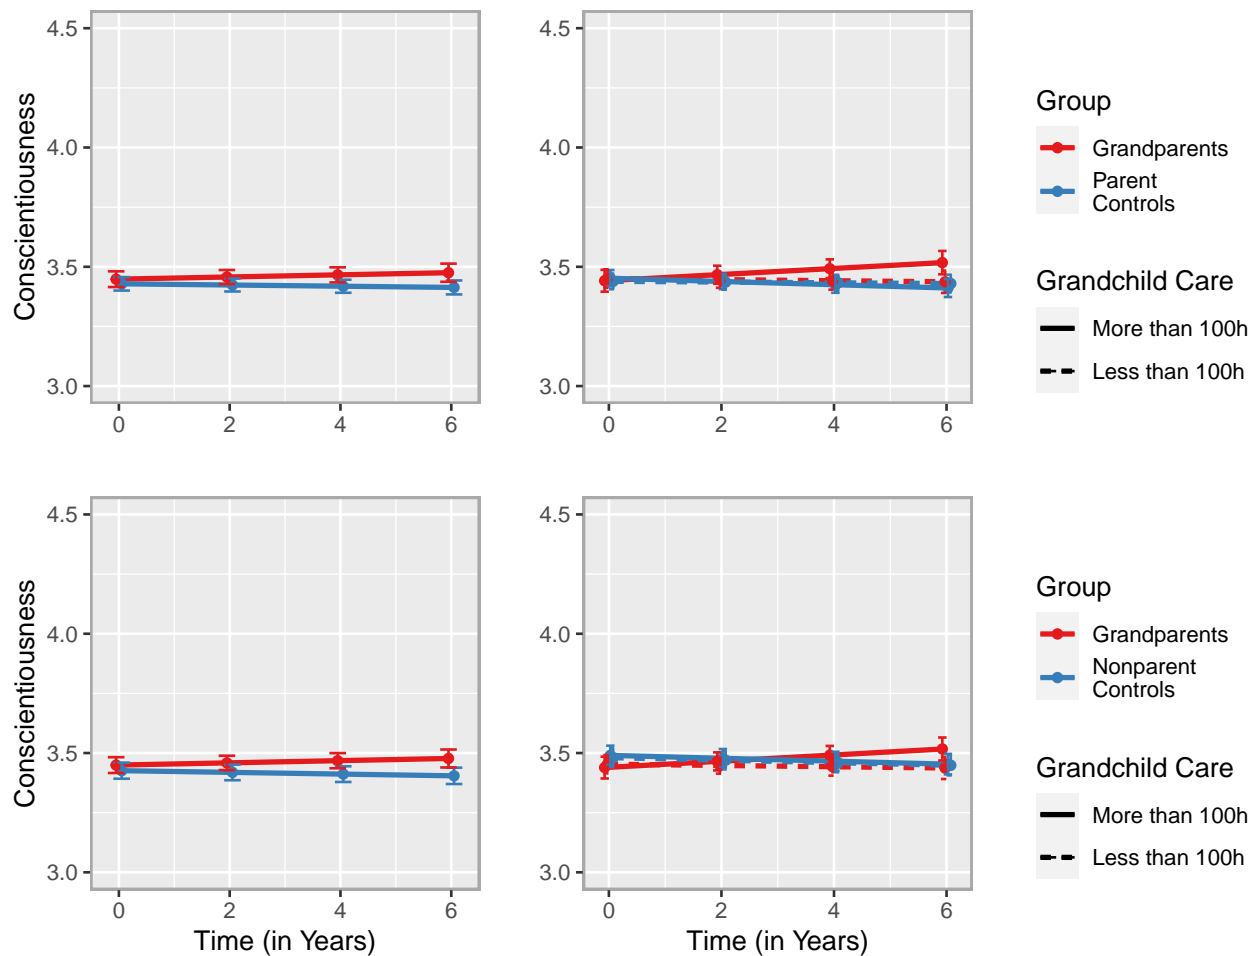 Conscientiousness
4.5
4.0
3.5
3.0
0 2 4 6
4.5
4.0
3.5
3.0
0 2 4 6
Group
Grandparents
Parent
Controls
Grandchild Care
More than 100h
Less than 100h
Conscientiousness
4.5
4.0
3.5
3.0
0 2 4 6
Time (in Years)
4.5
4.0
3.5
3.0
0 2 4 6
Time (in Years)
Group
Grandparents
Nonparent
Controls
Grandchild Care
More than 100h
Less than 100h